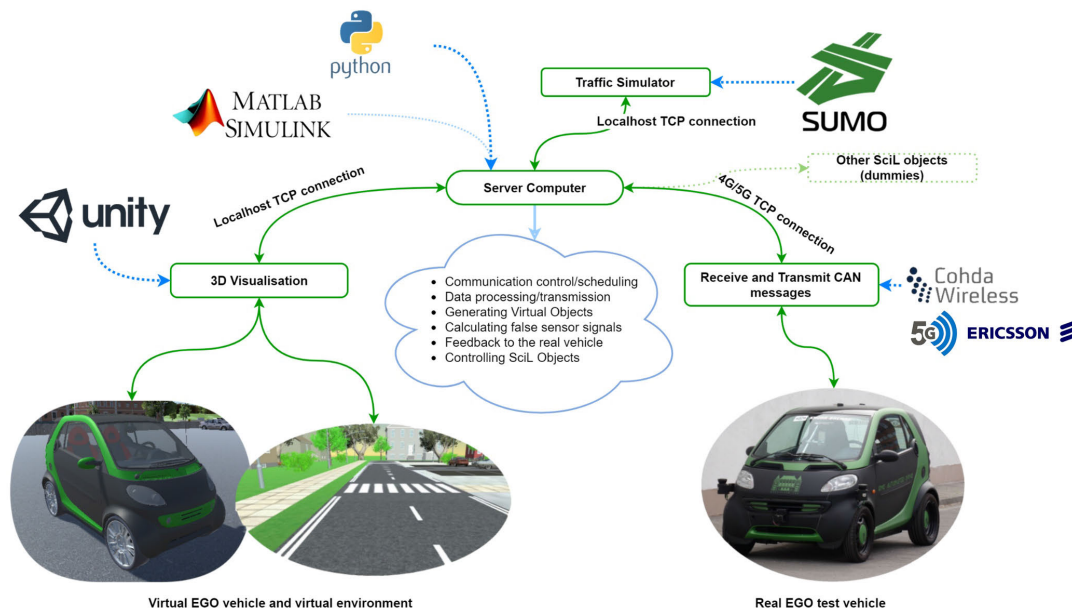 python
Traffic Simulator
MATLAB
SIMULINK
Localhost TCP connection
SUMO
Other SciL objects
(dummies)
Server Computer
Localhost TCP connection
4G/5G TCP connection
unity
3D Visualisation
Communication control/scheduling
Data processing/transmission
Generating Virtual Objects
Calculating false sensor signals
Feedback to the real vehicle
Controlling SciL Objects
Receive and Transmit CAN
messages
Cohda
Wireless
5G
ERICSSON
Virtual EGO vehicle and virtual environment
Real EGO test vehicle